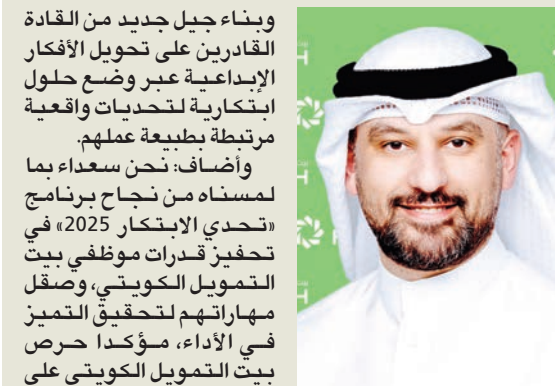 وبناء جيل جديد من القادة
القادرين على تحويل الأفكار
الإبداعية عبر وضع حلول
ابتكارية لتحديات واقعية
مرتبطة بطبيعة عملهم.
وأضاف: نحن سعداء بما
لمسناه من نجاح برنامج
«تحدي الابتكار 2025» في
تحفيز قدرات موظفي بيت
التمويل الكويتي، وصقل
مهاراتهم لتحقيق التميز
في الأداء، مؤكدا حرص
بيت التمويل الكويتي على